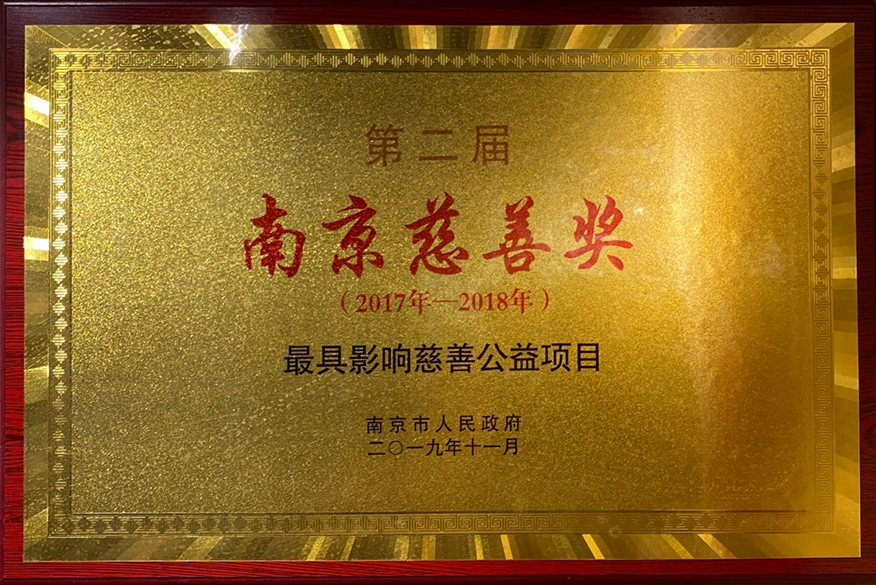 第二届
南京慈善奖
（2017年—2018年）
最具影响慈善公益项目
南京市人民政府
二〇一九年十一月